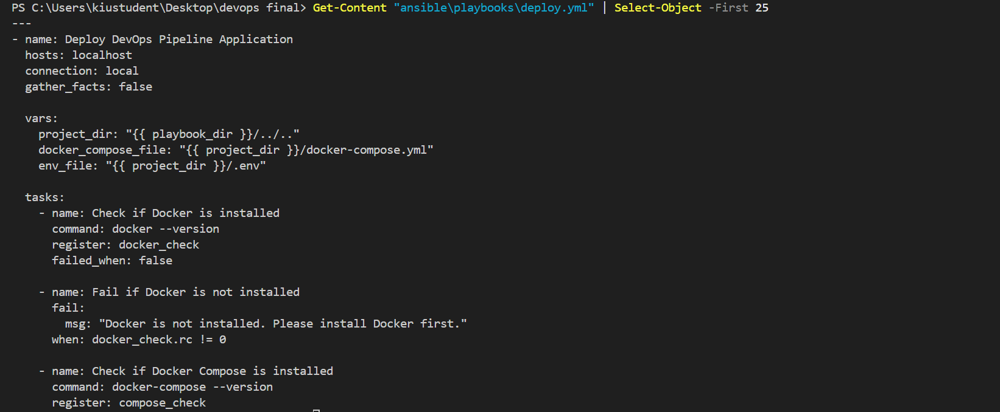 PS C:\Users\kiustudent\Desktop\devops final> Get-Content "ansible\playbooks\deploy.yml" | Select-Object -First 25
---
- name: Deploy DevOps Pipeline Application
  hosts: localhost
  connection: local
  gather_facts: false

  vars:
    project_dir: "{{ playbook_dir }}/../.."
    docker_compose_file: "{{ project_dir }}/docker-compose.yml"
    env_file: "{{ project_dir }}/.env"

  tasks:
    - name: Check if Docker is installed
      command: docker --version
      register: docker_check
      failed_when: false

    - name: Fail if Docker is not installed
      fail:
        msg: "Docker is not installed. Please install Docker first."
      when: docker_check.rc != 0

    - name: Check if Docker Compose is installed
      command: docker-compose --version
      register: compose_check